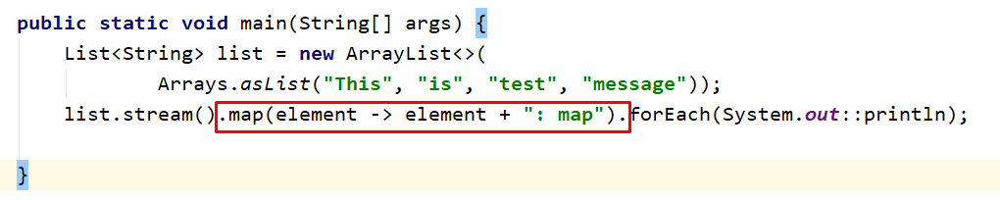 public static void main(String[] args) {
List<String> list = new ArrayList<>(
Arrays.asList("This", "is", "test", "message"));
list.stream().map(element -> element + ": map").forEach(System.out::println);
}